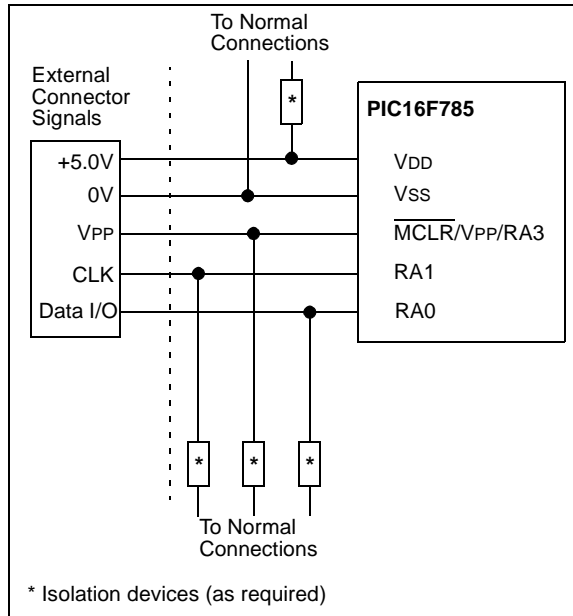 To Normal
Connections
External
Connector
Signals
*
PIC16F785
+5.0V
VDD
0V
VSS
VPP
MCLR/VPP/RA3
CLK
RA1
Data I/O
RA0
*
*
*
To Normal
Connections
* Isolation devices (as required)